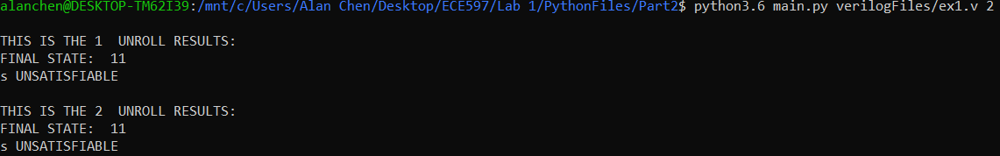 alanchen@DESKTOP-TM62I39:/mnt/c/Users/Alan Chen/Desktop/ECE597/Lab 1/PythonFiles/Part2$ python3.6 main.py verilogFiles/ex1.v 2
THIS IS THE 1  UNROLL RESULTS:
FINAL STATE:  11
s UNSATISFIABLE
THIS IS THE 2  UNROLL RESULTS:
FINAL STATE:  11
s UNSATISFIABLE